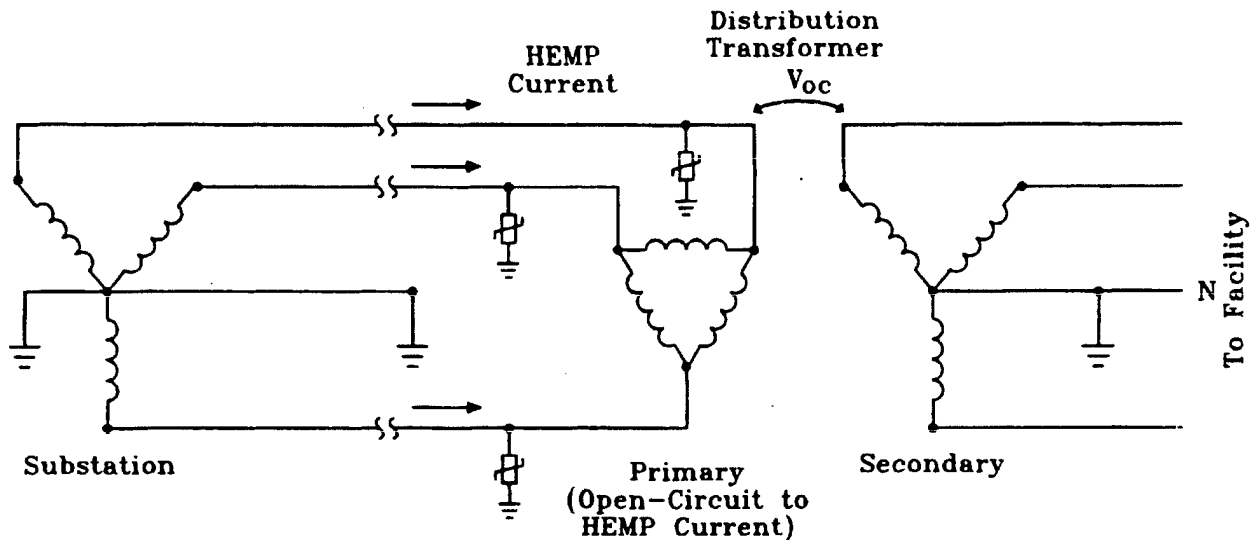 Distribution
Transformer
HEMP
Current
Voc
N
To Facility
Substation
Primary
(Open-Circuit to
HEMP Current)
Secondary